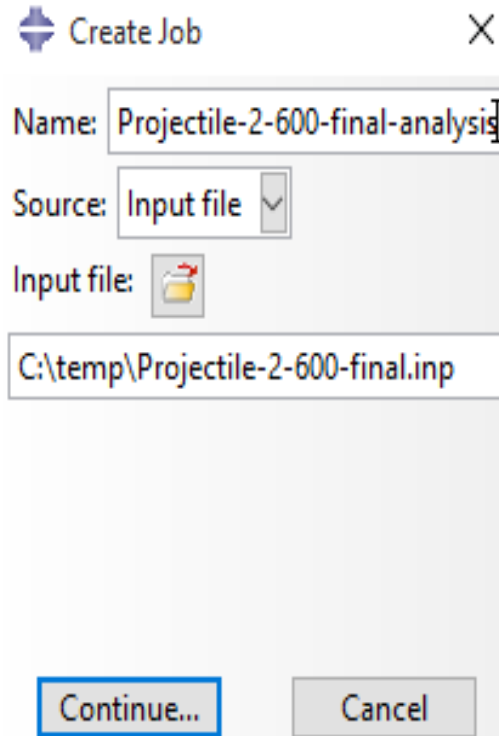 Create Job
Name: Projectile-2-600-final-analysis
Source: Input file
Input file:
C:\temp\Projectile-2-600-final.inp
Continue... Cancel